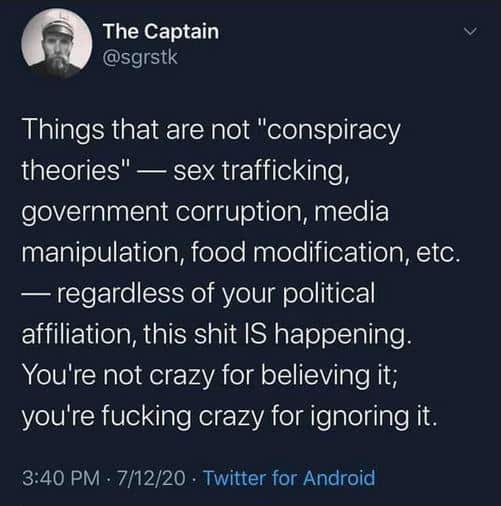 The Captain
@sgrstk
Things that are not "conspiracy
theories" — sex trafficking,
government corruption, media
manipulation, food modification, etc.
— regardless of your political
affiliation, this shit IS happening.
You're not crazy for believing it;
you're fucking crazy for ignoring it.
3:40 PM · 7/12/20 · Twitter for Android